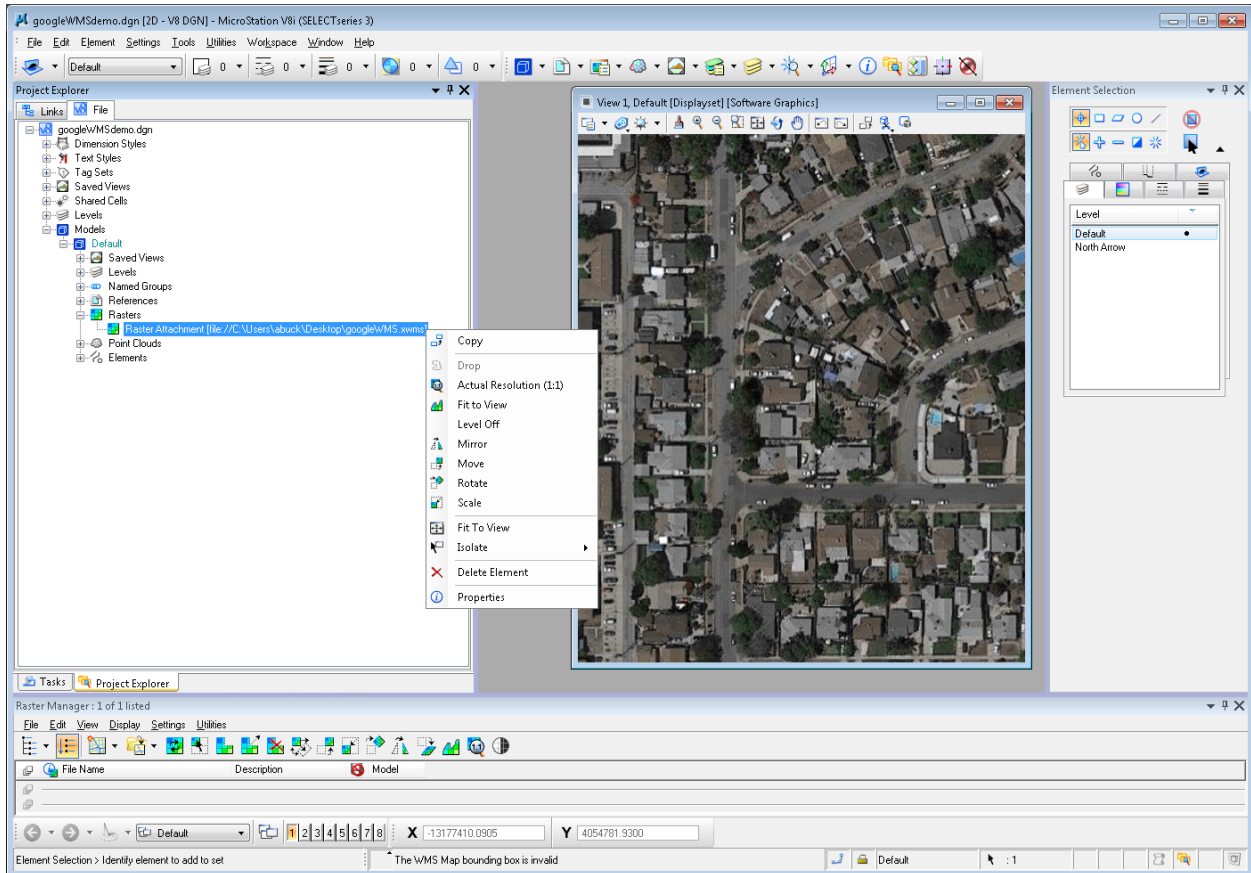 googleWMSdemo.dgn [2D - V8 DGN] - MicroStation V8i (SELECTseries 3)
File Edit Element Settings Tools Utilities Workspace Window Help
Default 0 0 0 0 0
Project Explorer
Links File
googleWMSdemo.dgn
Dimension Styles
Text Styles
Tag Sets
Saved Views
Shared Cells
Levels
Models
Default
Saved Views
Levels
Named Groups
References
Rasters
Raster Attachment [file://C:\Users\abuck\Desktop\googleWMS.xwms]
Point Clouds
Elements
Copy
Drop
Actual Resolution (1:1)
Fit to View
Level Off
Mirror
Move
Rotate
Scale
Fit To View
Isolate
Delete Element
Properties
View 1, Default [Displayset] [Software Graphics]
Element Selection
Level
Default
North Arrow
Tasks Project Explorer
Raster Manager : 1 of 1 listed
File Edit View Display Settings Utilities
File Name Description Model
Default 1 2 3 4 5 6 7 8 X -13177410.0905 Y 4054781.9300
Element Selection > Identify element to add to set The WMS Map bounding box is invalid Default : 1